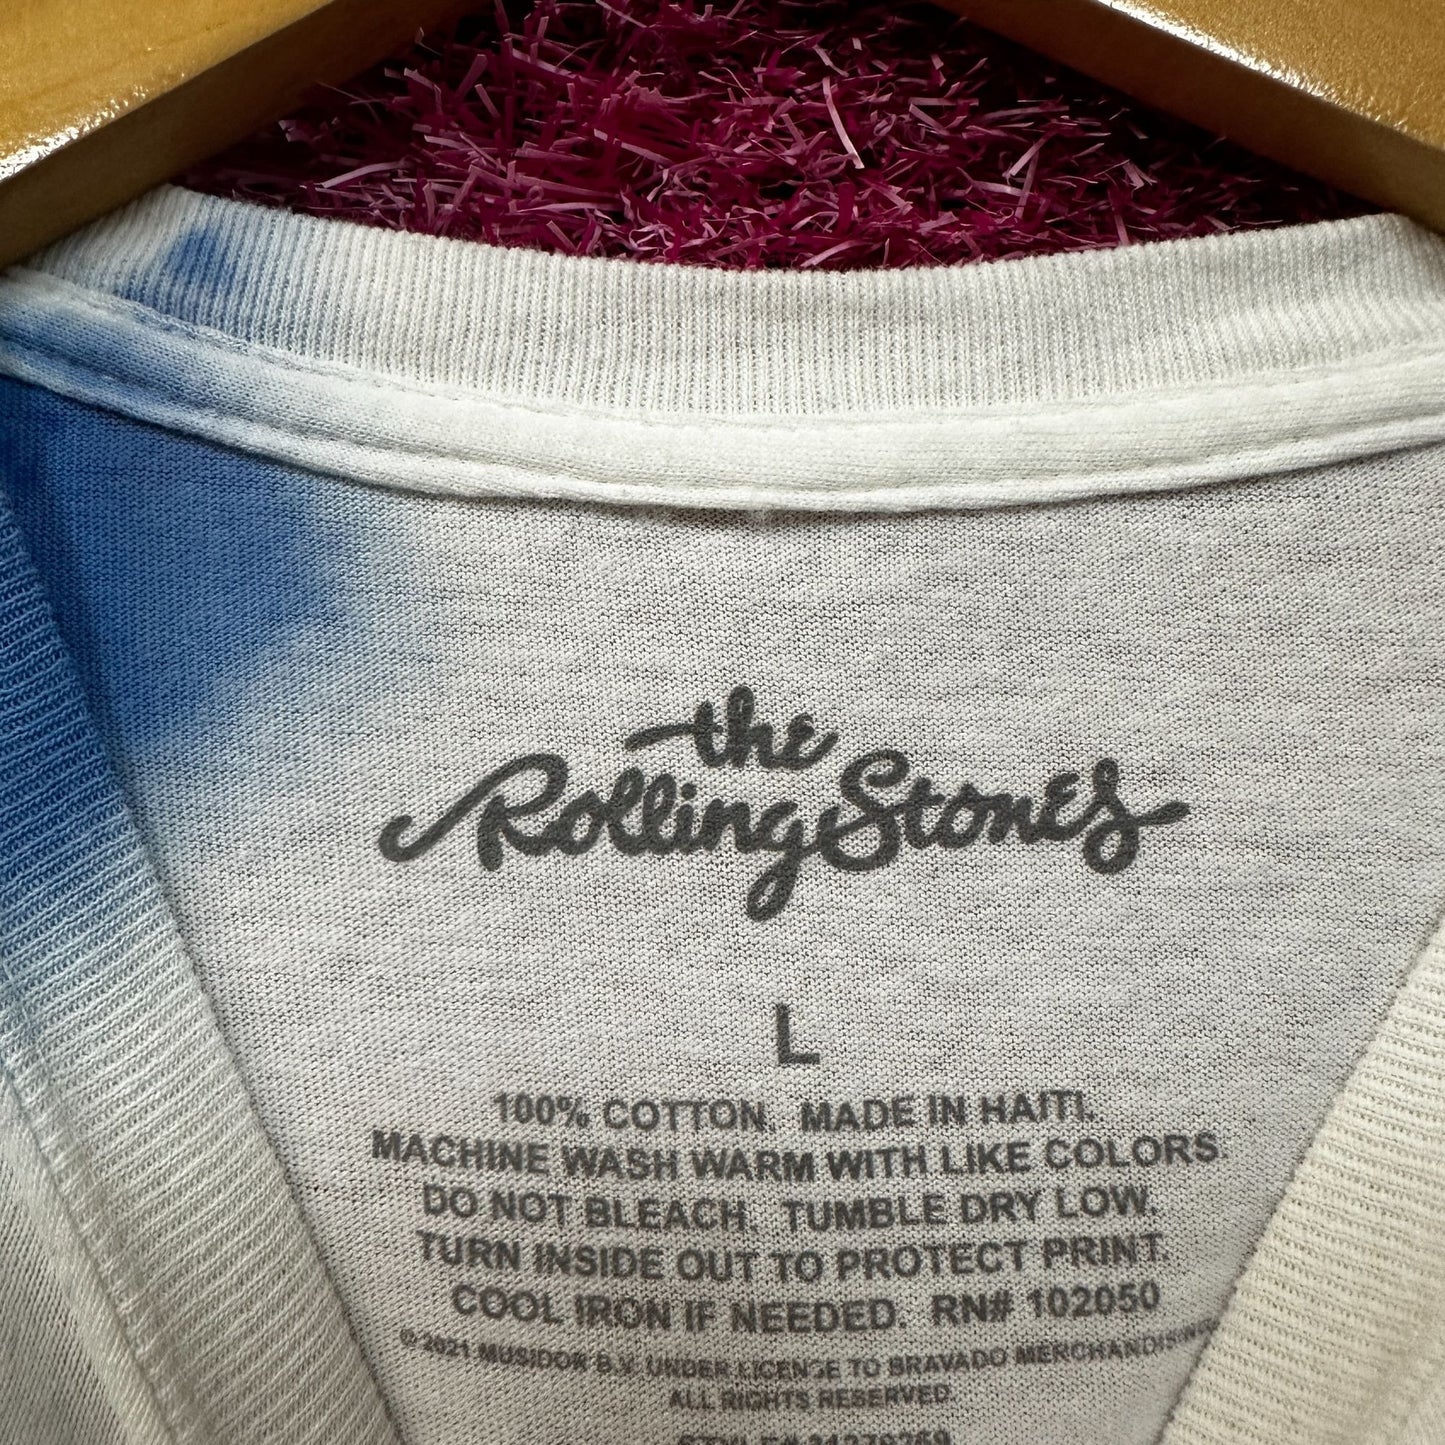 the
Rolling Stones
L
100% COTTON. MADE IN HAITI.
MACHINE WASH WARM WITH LIKE COLORS.
DO NOT BLEACH. TUMBLE DRY LOW.
TURN INSIDE OUT TO PROTECT PRINT.
COOL IRON IF NEEDED. RN# 102050
© 2021 MUSIDOR B.V. UNDER LICENSE TO BRAVADO MERCHANDISING
ALL RIGHTS RESERVED.